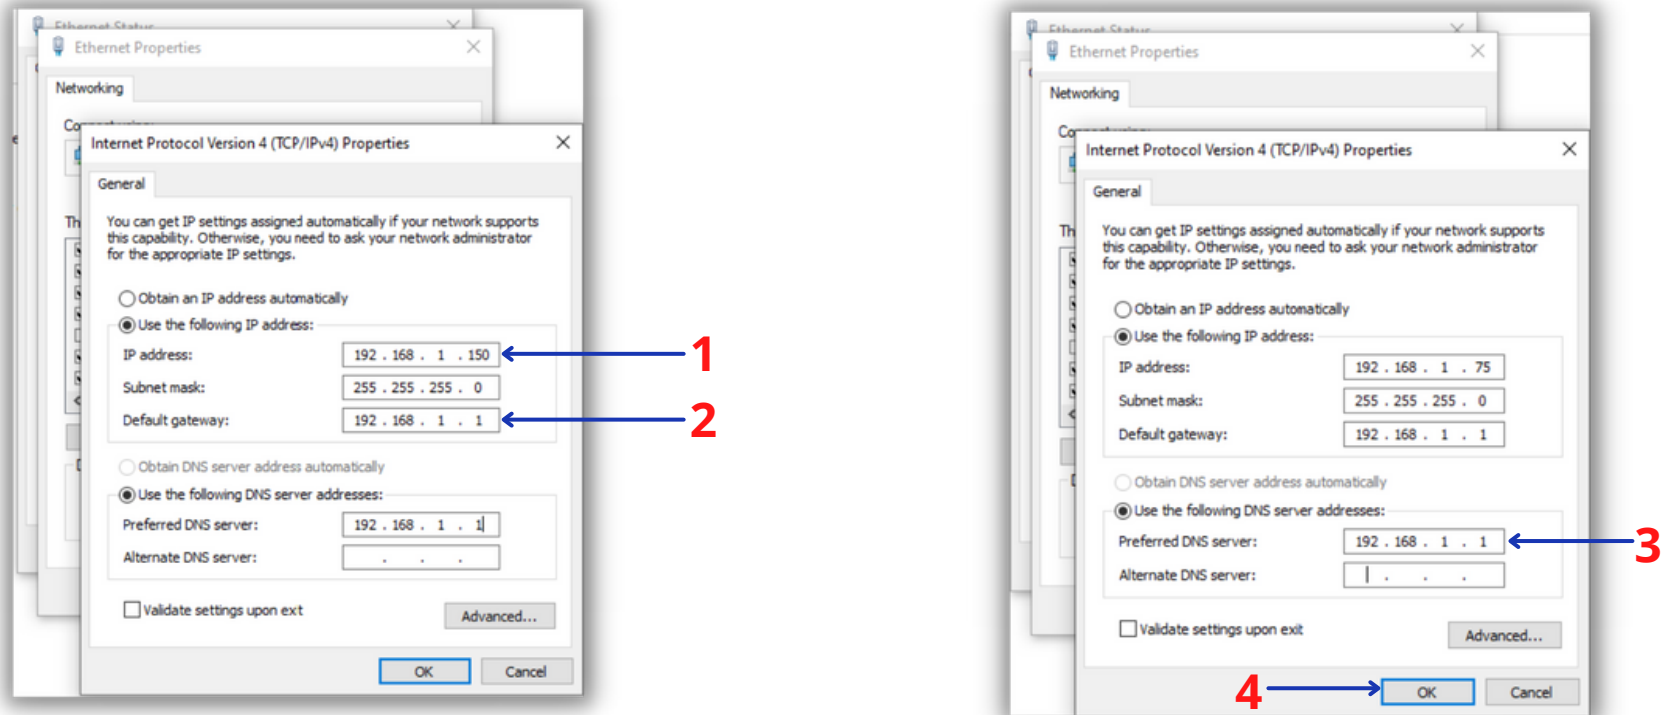 Ethernet Status
Ethernet Properties
Networking
Internet Protocol Version 4 (TCP/IPv4) Properties
General
You can get IP settings assigned automatically if your network supports
this capability. Otherwise, you need to ask your network administrator
for the appropriate IP settings.
Obtain an IP address automatically
Use the following IP address:
IP address: 192 . 168 . 1 . 150
1
Subnet mask: 255 . 255 . 255 . 0
Default gateway: 192 . 168 . 1 . 1
2
Obtain DNS server address automatically
Use the following DNS server addresses:
Preferred DNS server: 192 . 168 . 1 . 1
Alternate DNS server: . . .
Validate settings upon ext
Advanced...
OK Cancel
Ethernet Status
Ethernet Properties
Networking
Internet Protocol Version 4 (TCP/IPv4) Properties
General
You can get IP settings assigned automatically if your network supports
this capability. Otherwise, you need to ask your network administrator
for the appropriate IP settings.
Obtain an IP address automatically
Use the following IP address:
IP address: 192 . 168 . 1 . 75
Subnet mask: 255 . 255 . 255 . 0
Default gateway: 192 . 168 . 1 . 1
Obtain DNS server address automatically
Use the following DNS server addresses:
Preferred DNS server: 192 . 168 . 1 . 1
3
Alternate DNS server: . . .
Validate settings upon exit
Advanced...
4
OK Cancel